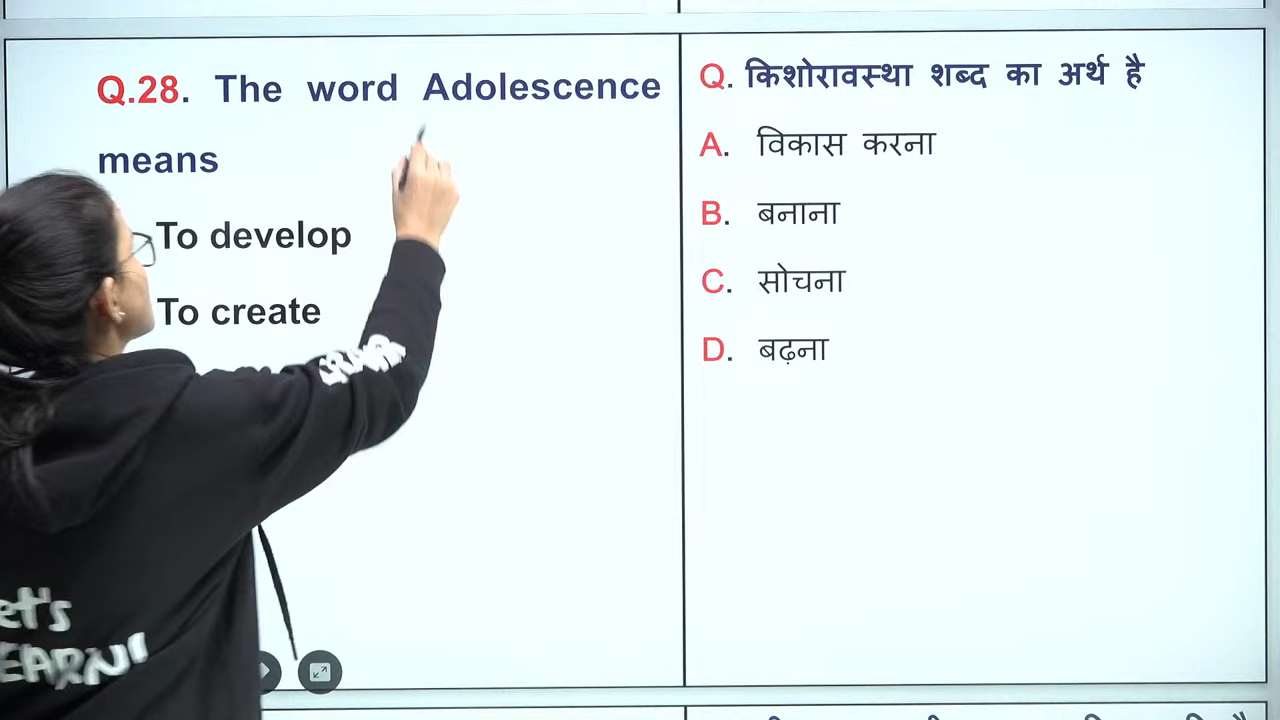 Q.28. The word Adolescence
means
To develop
To create
Q. किशोरावस्था शब्द का अर्थ है
A. विकास करना
B. बनाना
C. सोचना
D. बढ़ना